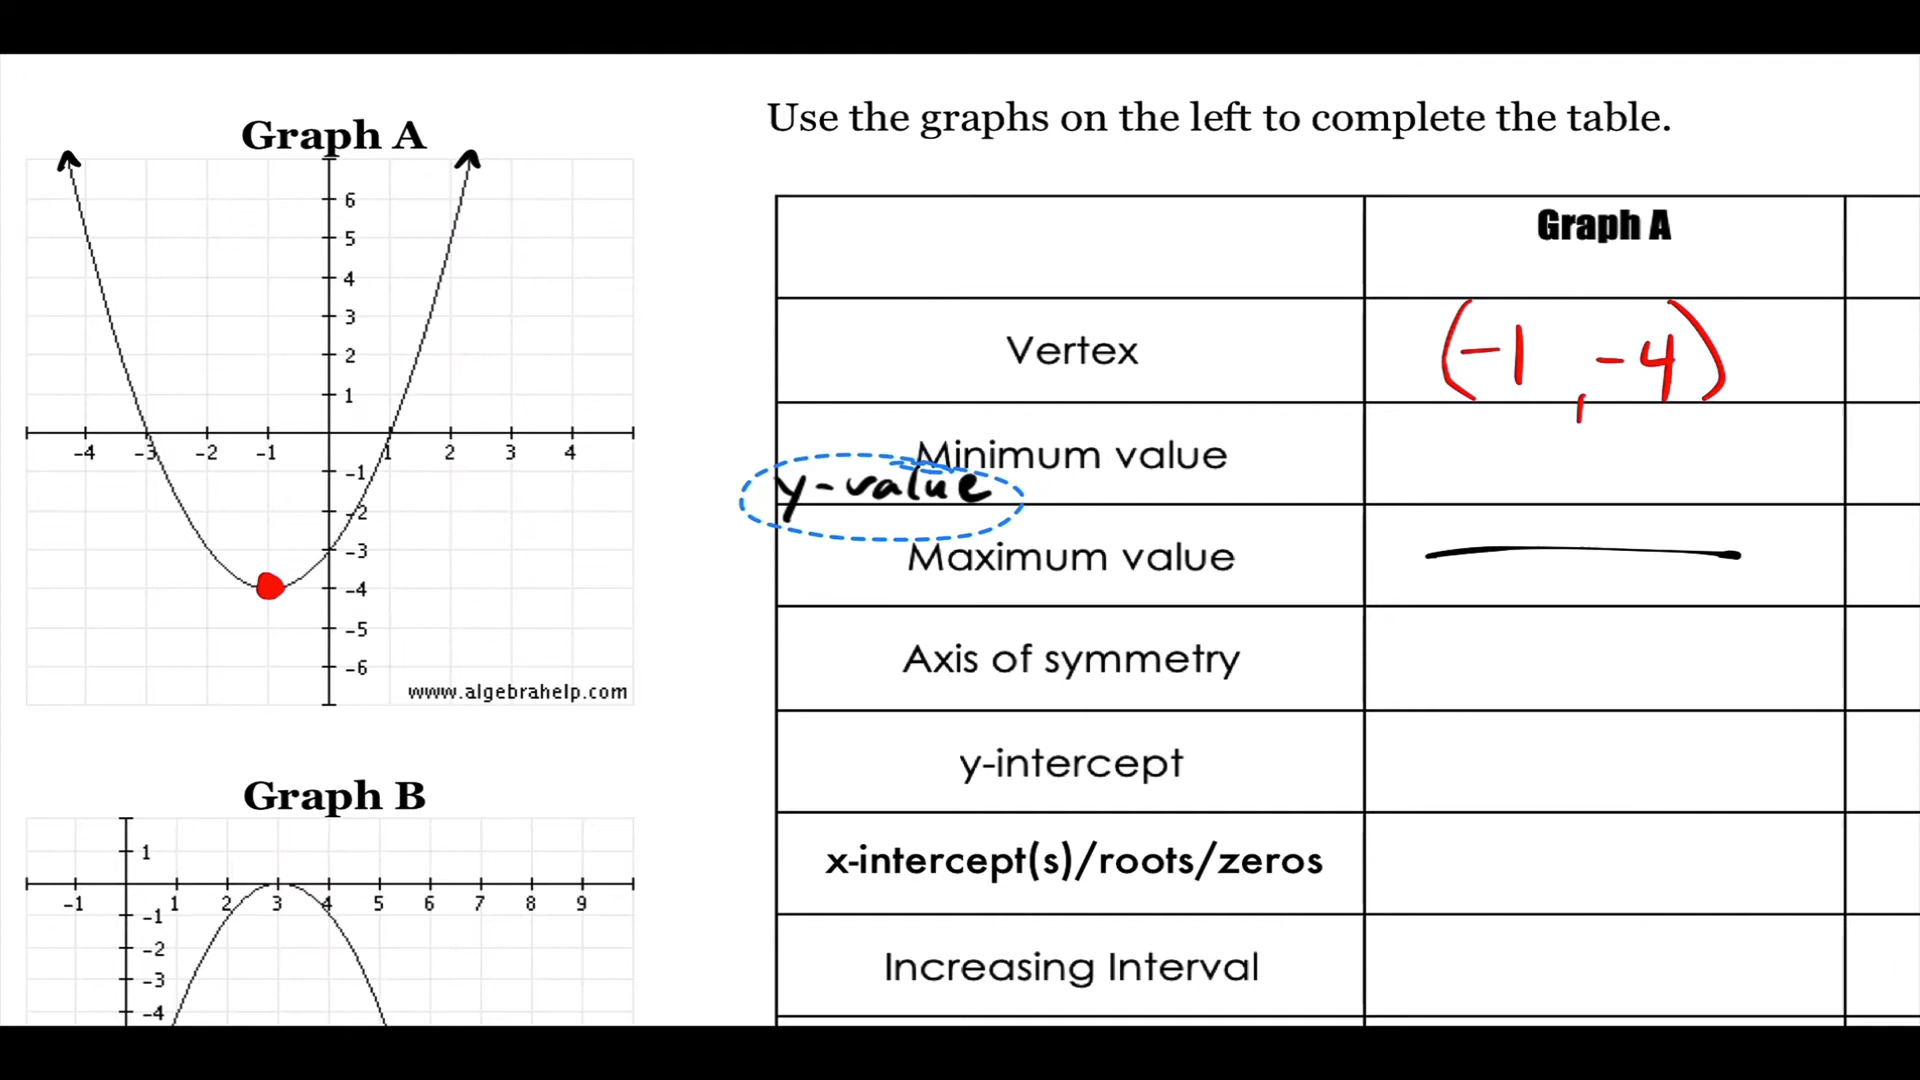 Use the graphs on the left to complete the table.
Graph A
6
5
4
3
2
1
-4 -3 -2 -1 1 2 3 4
-1
-2
-3
-4
-5
-6
www.algebrahelp.com
Graph B
1
-1 1 2 3 4 5 6 7 8 9
-1
-2
-3
-4
Graph A
Vertex (-1, -4)
Minimum value
y-value
Maximum value
Axis of symmetry
y-intercept
x-intercept(s)/roots/zeros
Increasing Interval